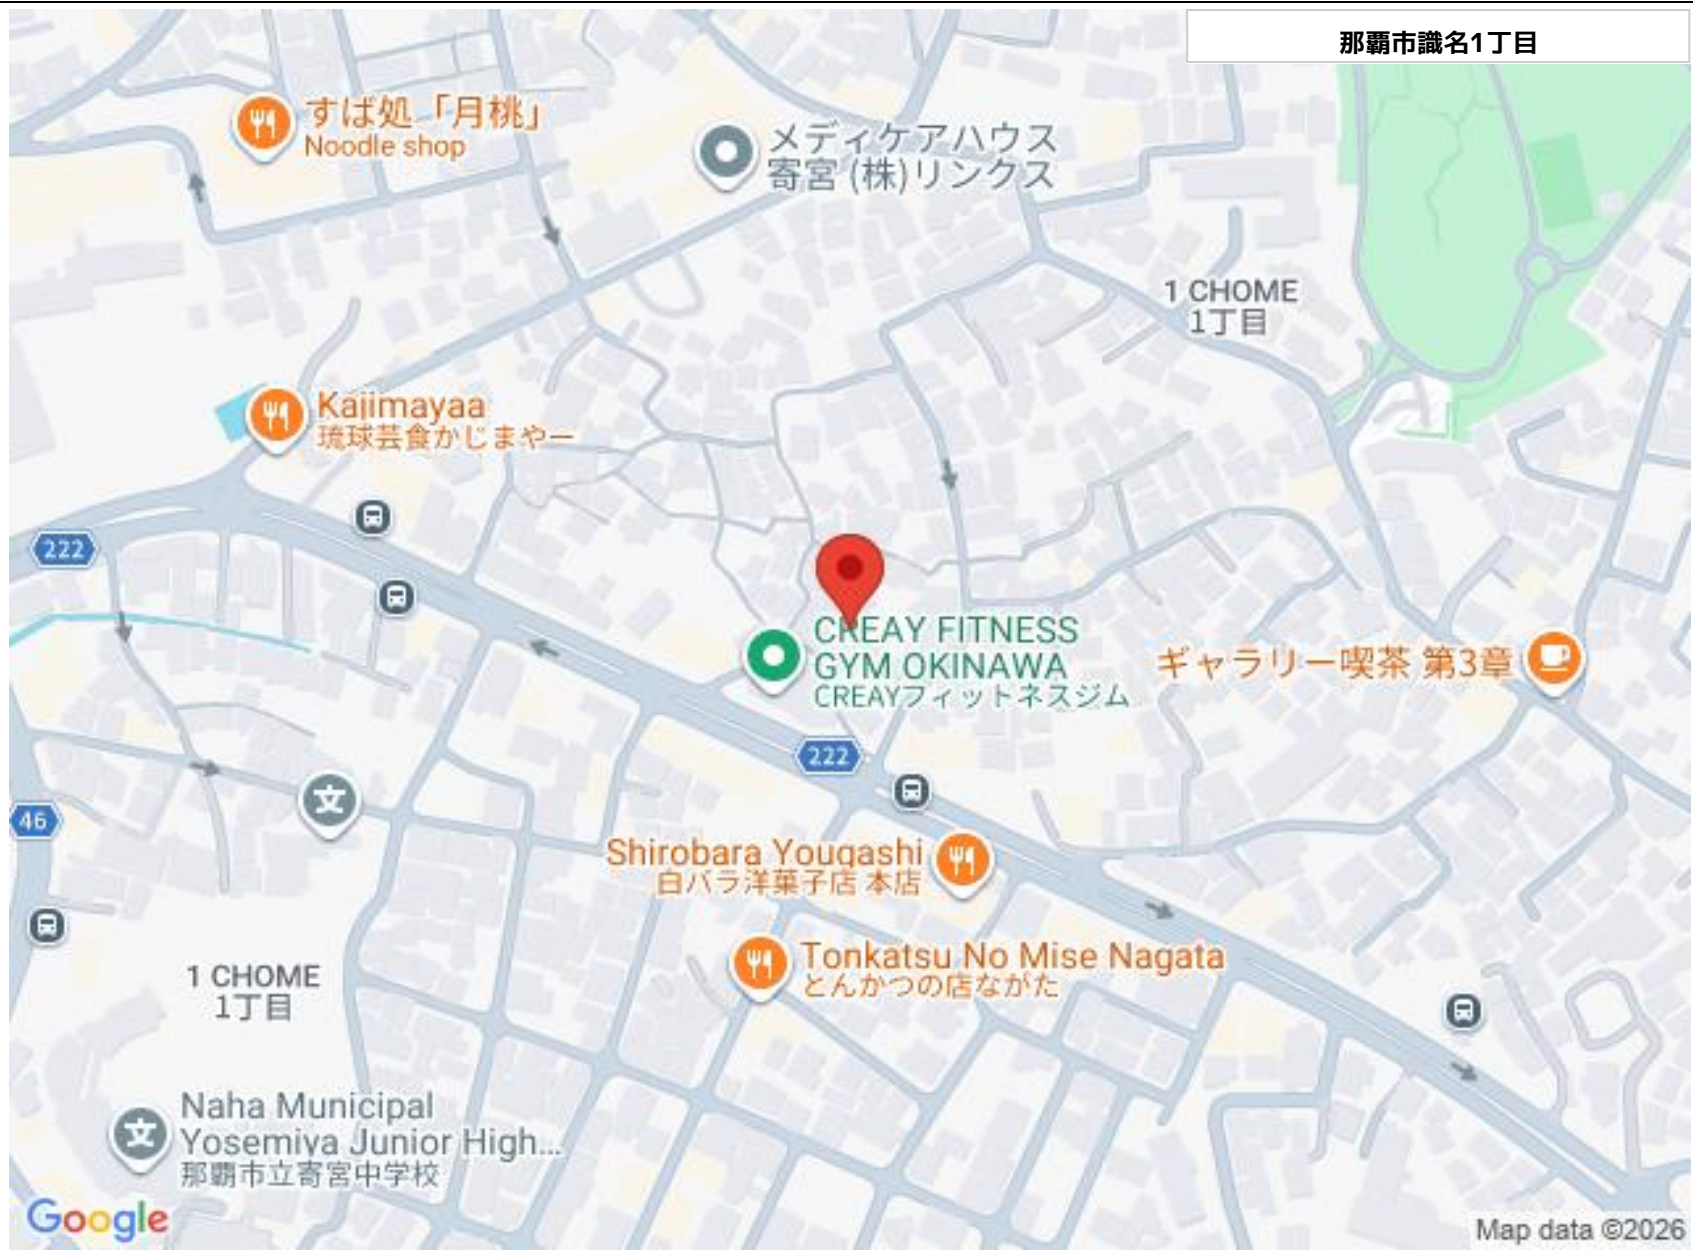 那覇市識名1丁目
すば処「月桃」
Noodle shop
メディケアハウス
寄宮 (株)リンクス
1 CHOME
1丁目
Kajimayaa
琉球芸食かじまやー
222
CREAY FITNESS
GYM OKINAWA
CREAYフィットネスジム
ギャラリー喫茶 第3章
222
文
46
Shirobara Yougashi
白バラ洋菓子店 本店
Tonkatsu No Mise Nagata
とんかつの店ながた
1 CHOME
1丁目
文
Naha Municipal
Yosemiya Junior High...
那覇市立寄宮中学校
Google
Map data ©2026